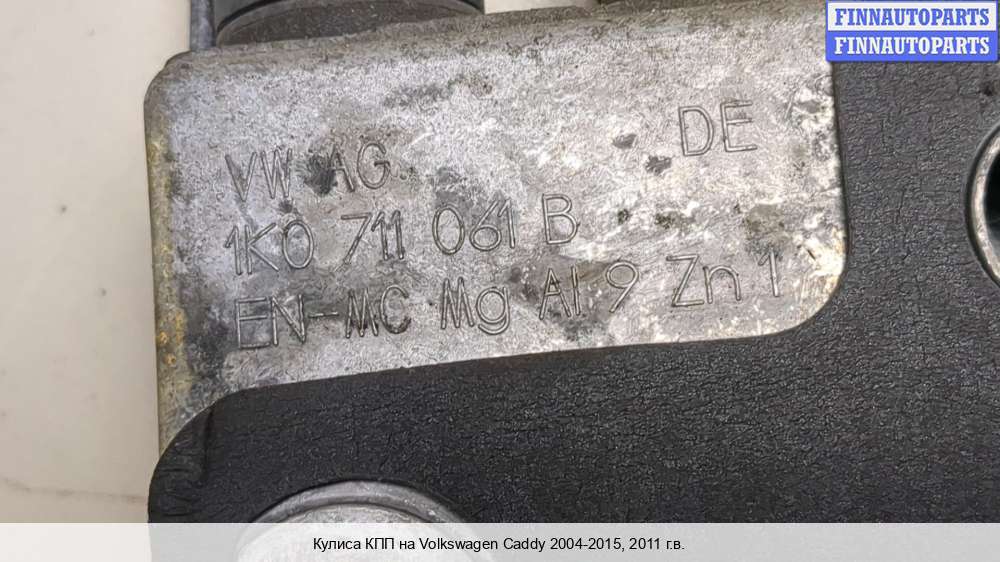 FINNAUTOPARTS
FINNAUTOPARTS
DE
VW AG
1K0 711 061 B
EN-MC Mg Al 9 Zn 1
Кулиса КПП на Volkswagen Caddy 2004-2015, 2011 г.в.